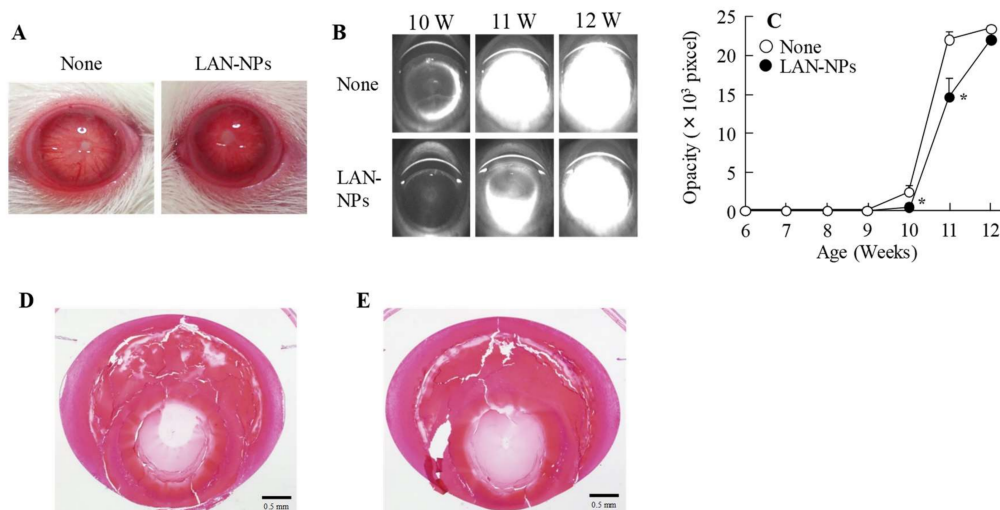 A
None
LAN-NPs
B
10 W
11 W
12 W
None
LAN-
NPs
C
None
LAN-NPs
Opacity ( × 10³ pixcel)
25
20
15
10
5
0
*
*
6 7 8 9 10 11 12
Age (Weeks)
D
0.5 mm
E
0.5 mm